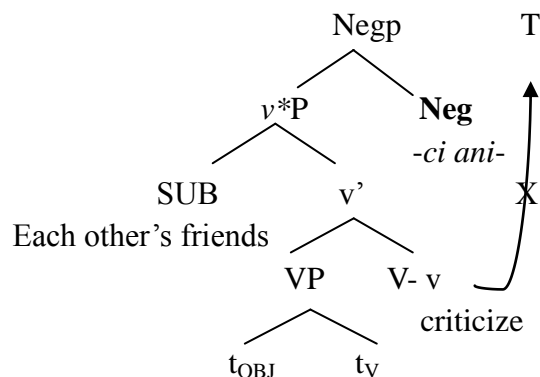 Negp T
v*P Neg
-ci ani-
SUB v’ X
Each other’s friends
VP V- v
criticize
tOBJ tV